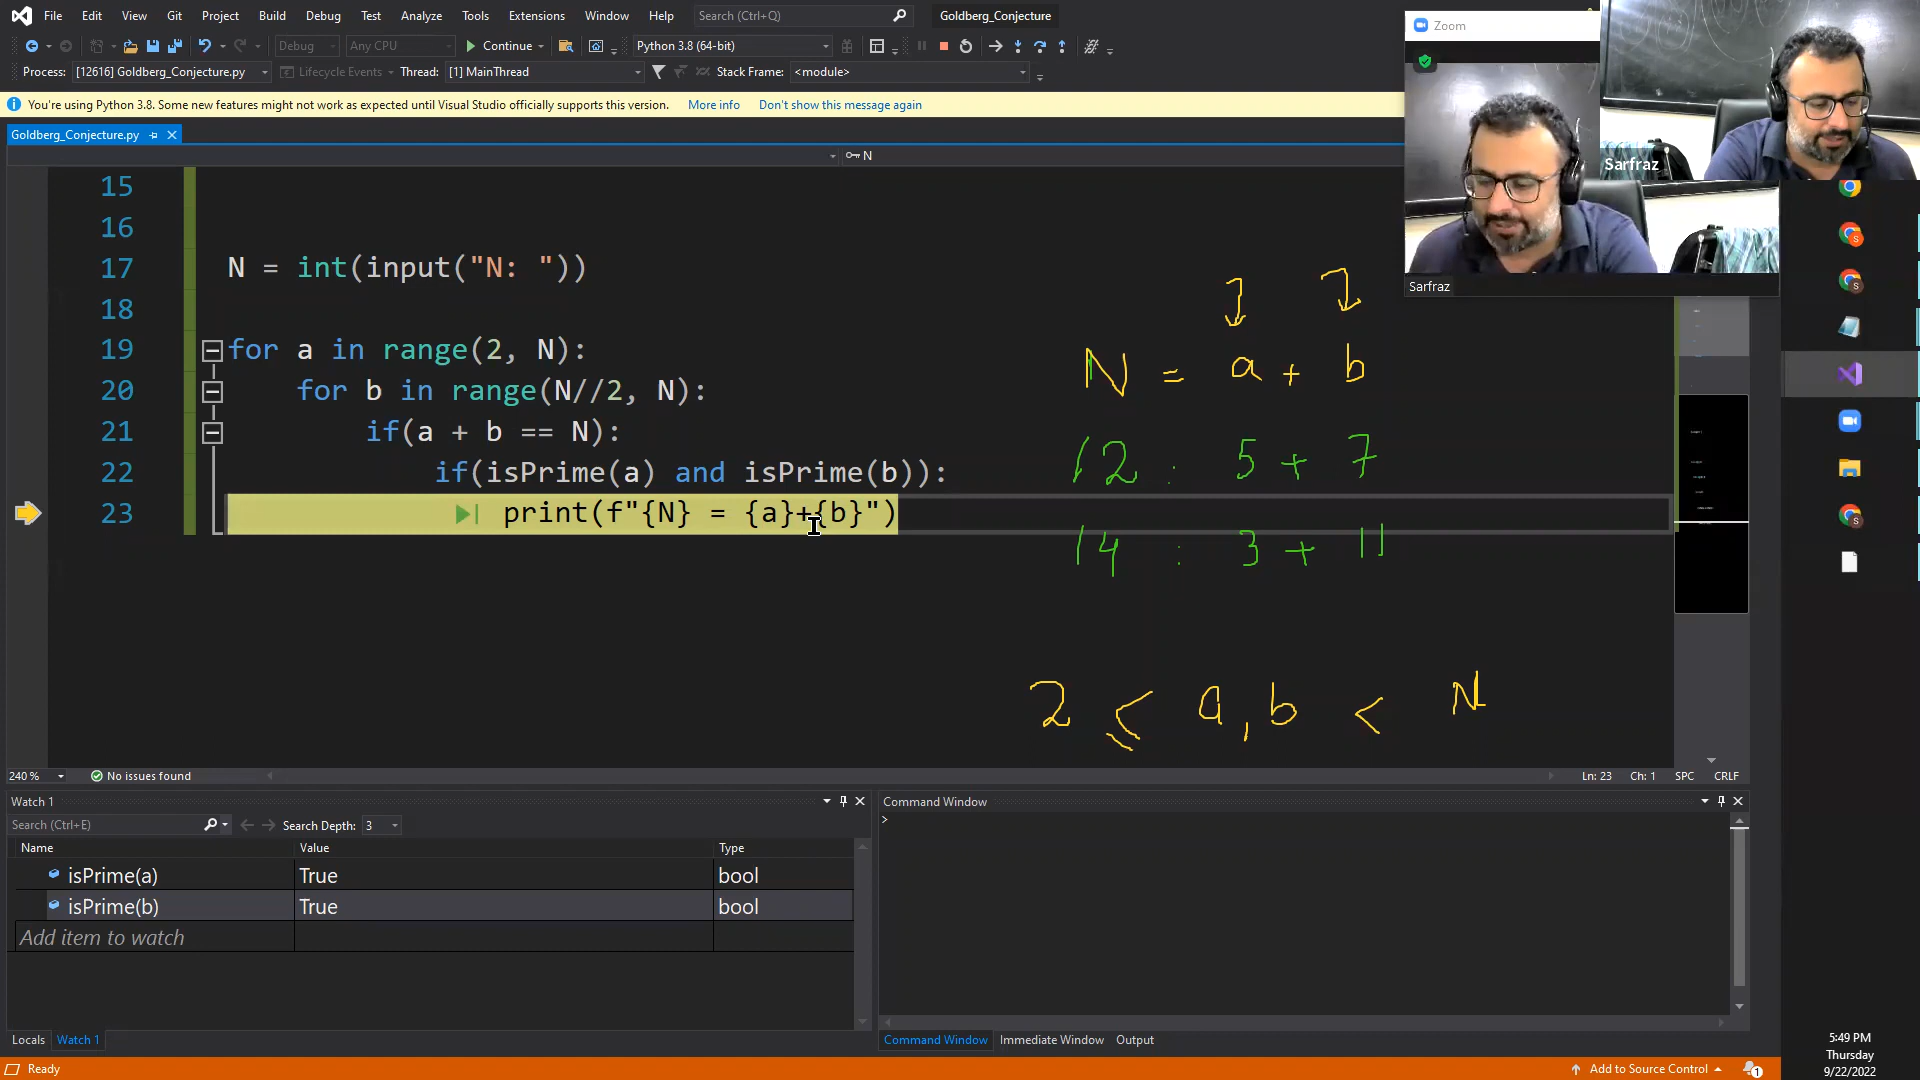 File Edit View Git Project Build Debug Test Analyze Tools Extensions Window Help Search (Ctrl+Q) Goldberg_Conjecture
Debug Any CPU Continue Python 3.8 (64-bit)
Process: [12616] Goldberg_Conjecture.py Lifecycle Events Thread: [1] MainThread Stack Frame: <module>
You're using Python 3.8. Some new features might not work as expected until Visual Studio officially supports this version. More info Don't show this message again
Goldberg_Conjecture.py
N
Zoom
Sarfraz
Sarfraz
15
16
17 N = int(input("N: "))
18
19 for a in range(2, N):
20 for b in range(N//2, N):
21 if(a + b == N):
22 if(isPrime(a) and isPrime(b)):
23 print(f"{N} = {a}+{b}")
N = a + b
12 : 5 + 7
14 : 3 + 11
2 ≤ a, b < N
240 % No issues found Ln: 23 Ch: 1 SPC CRLF
Watch 1
Search (Ctrl+E) Search Depth: 3
Name Value Type
isPrime(a) True bool
isPrime(b) True bool
Add item to watch
Locals Watch 1
Command Window
>
Command Window Immediate Window Output
Ready Add to Source Control 1
5:49 PM
Thursday
9/22/2022